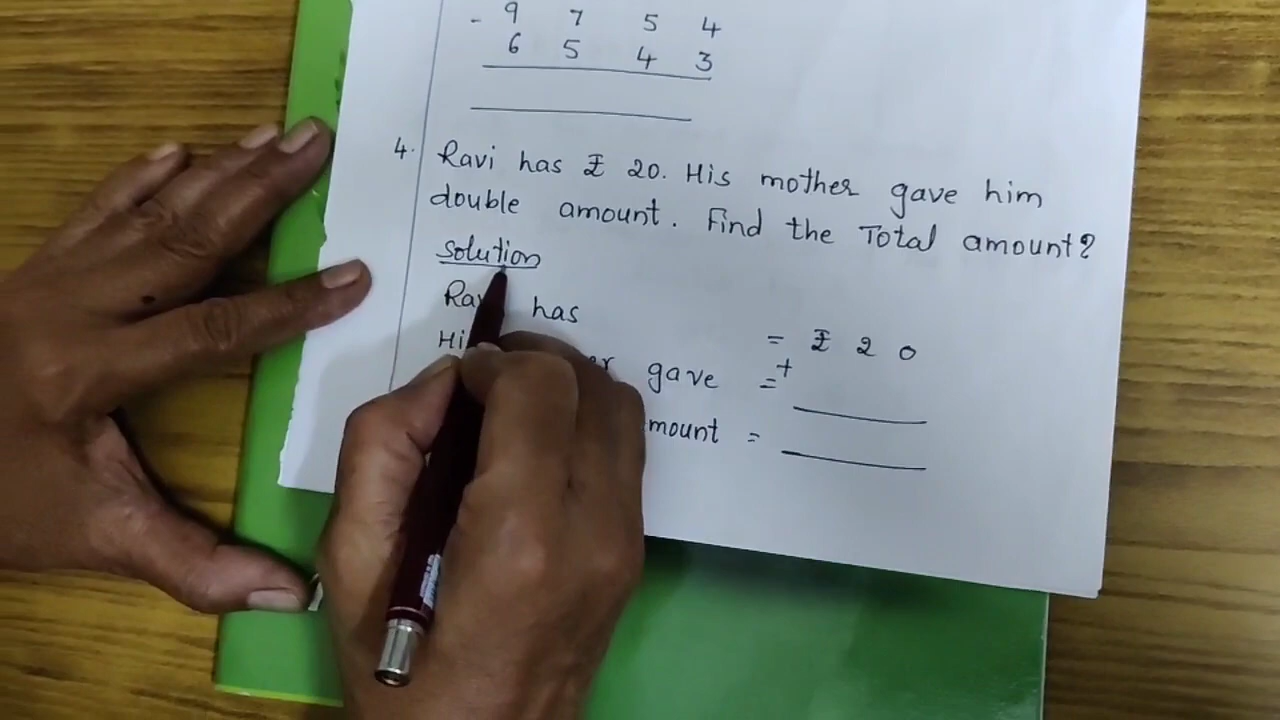 - 9 7 5 4
6 5 4 3
4. Ravi has ₹ 20. His mother gave him
double amount. Find the Total amount?
Solution
has
= ₹ 2 0
gave = +
=